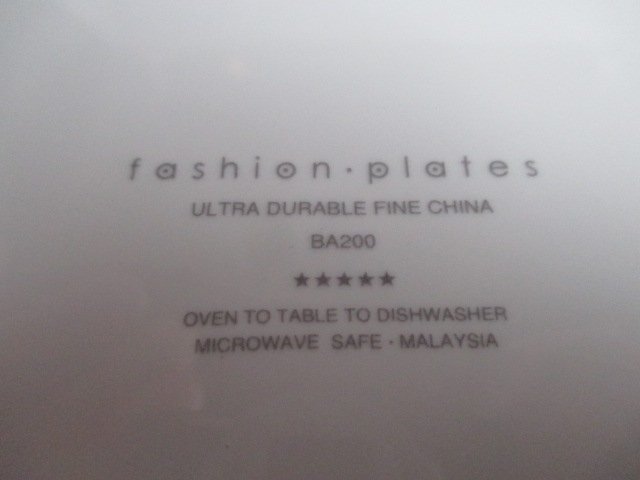 fashion·plates
ULTRA DURABLE FINE CHINA
BA200
★★★★★
OVEN TO TABLE TO DISHWASHER
MICROWAVE SAFE · MALAYSIA